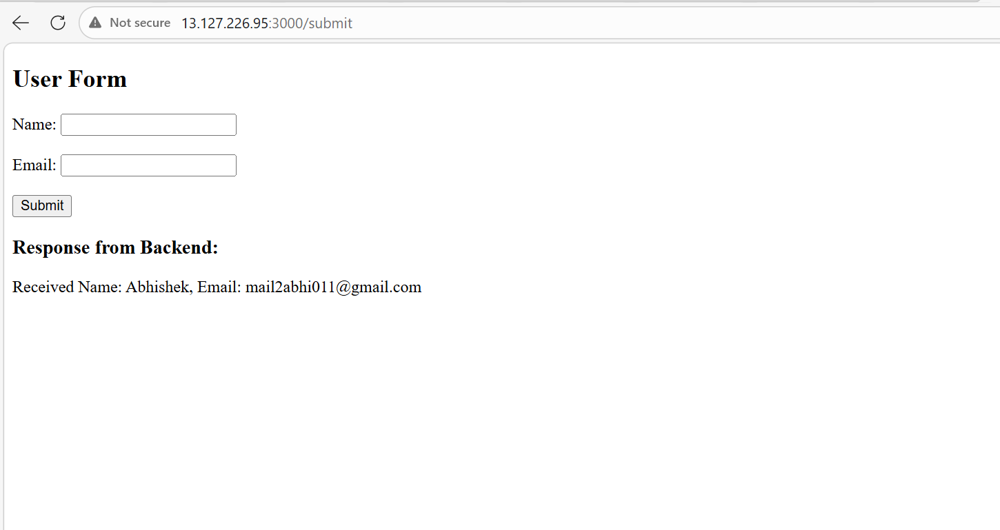 Not secure 13.127.226.95:3000/submit
User Form
Name:
Email:
Submit
Response from Backend:
Received Name: Abhishek, Email: mail2abhi011@gmail.com